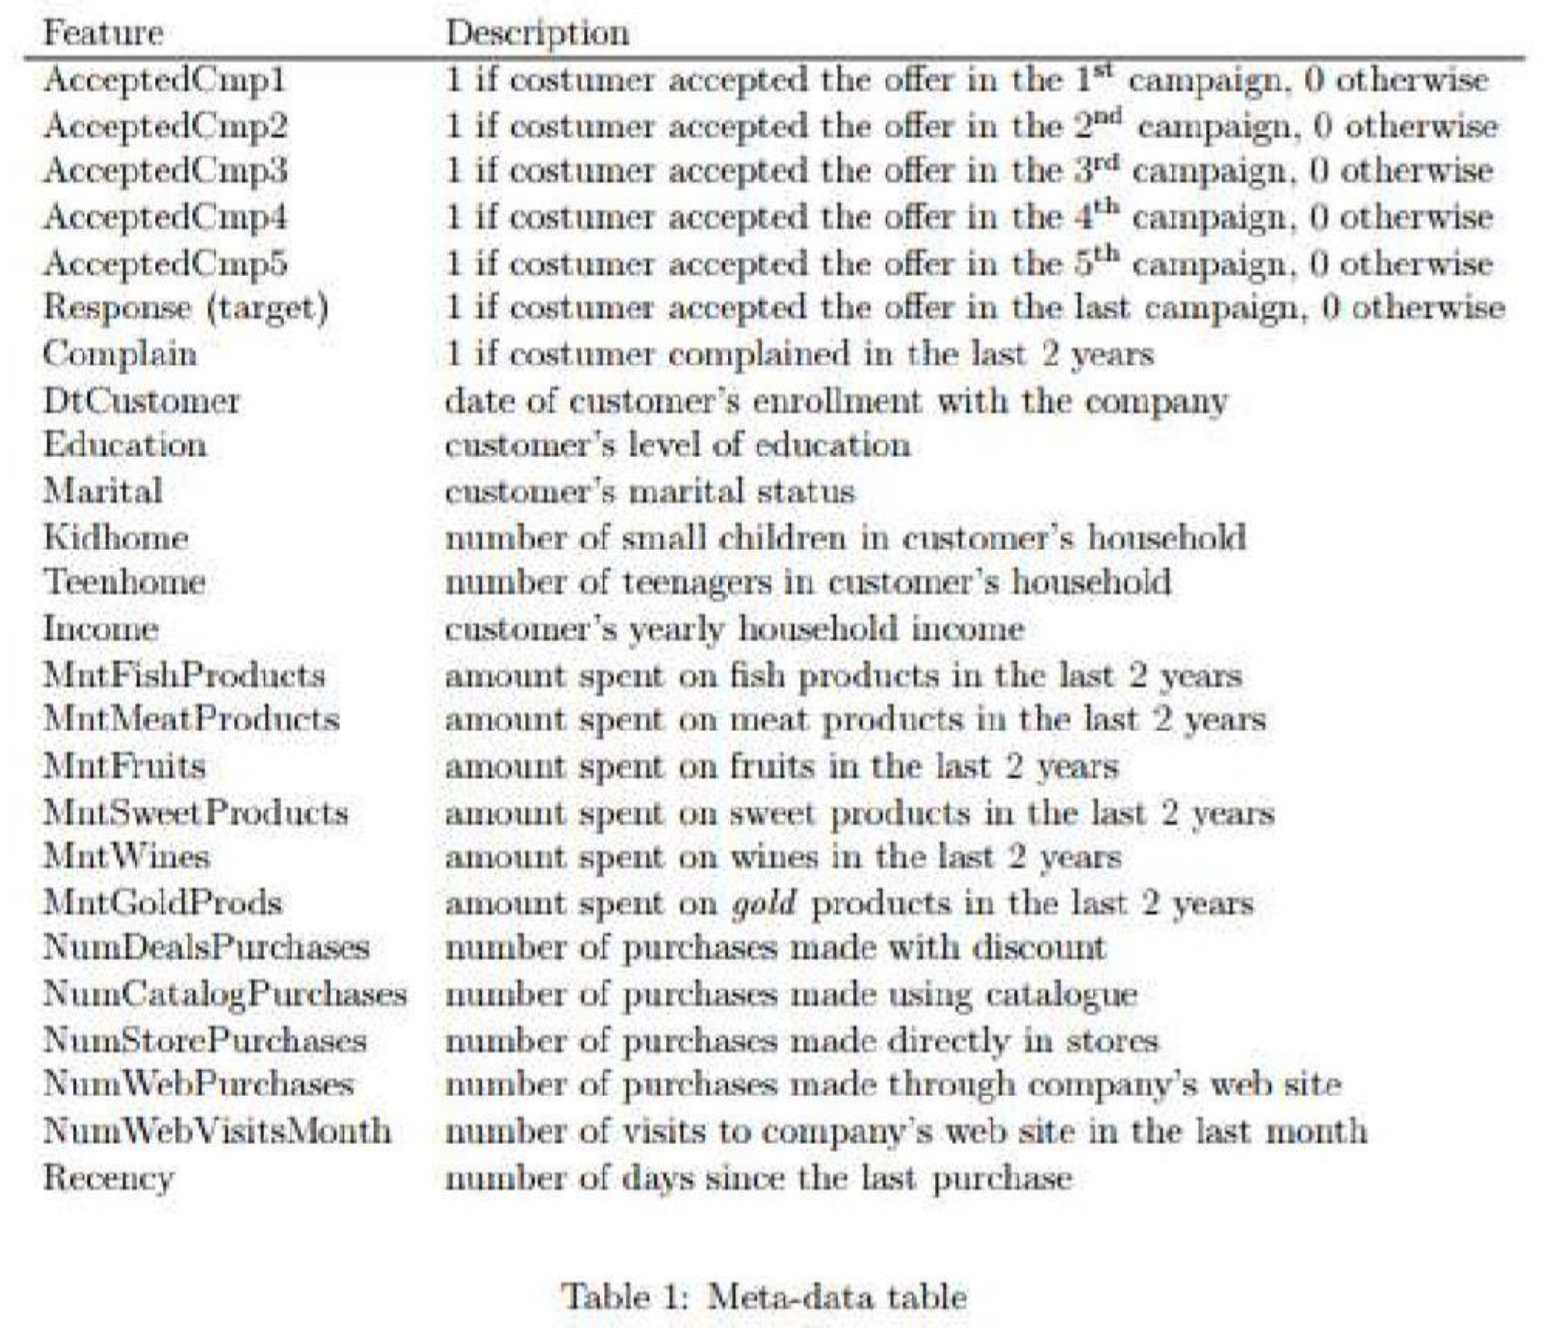 Feature Description
AcceptedCmp1 1 if costumer accepted the offer in the 1st campaign, 0 otherwise
AcceptedCmp2 1 if costumer accepted the offer in the 2nd campaign, 0 otherwise
AcceptedCmp3 1 if costumer accepted the offer in the 3rd campaign, 0 otherwise
AcceptedCmp4 1 if costumer accepted the offer in the 4th campaign, 0 otherwise
AcceptedCmp5 1 if costumer accepted the offer in the 5th campaign, 0 otherwise
Response (target) 1 if costumer accepted the offer in the last campaign, 0 otherwise
Complain 1 if costumer complained in the last 2 years
DtCustomer date of customer's enrollment with the company
Education customer's level of education
Marital customer's marital status
Kidhome number of small children in customer's household
Teenhome number of teenagers in customer's household
Income customer's yearly household income
MntFishProducts amount spent on fish products in the last 2 years
MntMeatProducts amount spent on meat products in the last 2 years
MntFruits amount spent on fruits in the last 2 years
MntSweetProducts amount spent on sweet products in the last 2 years
MntWines amount spent on wines in the last 2 years
MntGoldProds amount spent on gold products in the last 2 years
NumDealsPurchases number of purchases made with discount
NumCatalogPurchases number of purchases made using catalogue
NumStorePurchases number of purchases made directly in stores
NumWebPurchases number of purchases made through company's web site
NumWebVisitsMonth number of visits to company's web site in the last month
Recency number of days since the last purchase
Table 1: Meta-data table